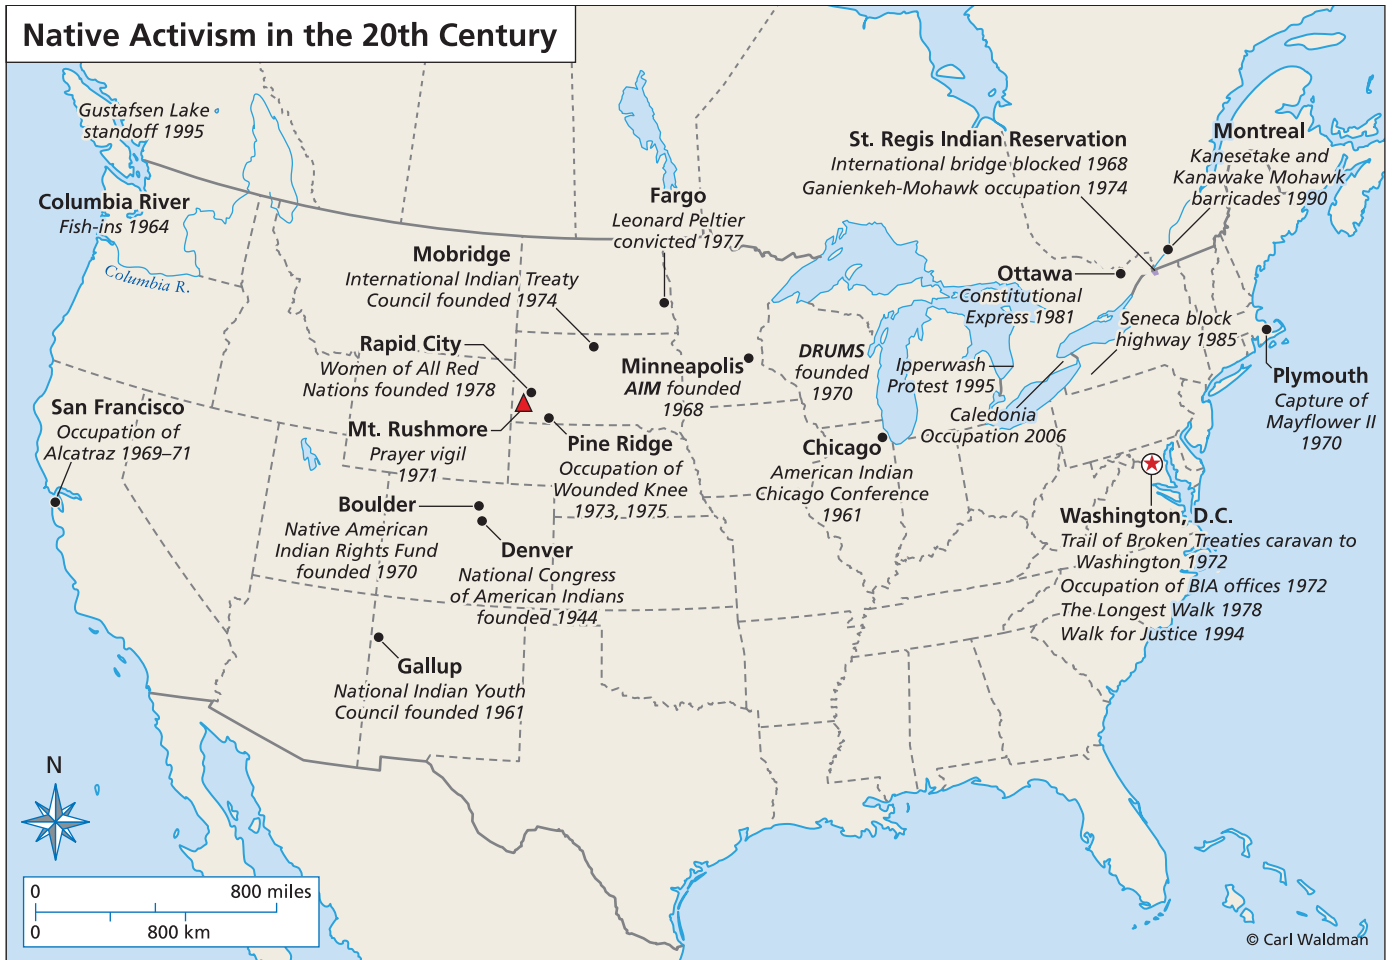 Native Activism in the 20th Century
Gustafsen Lake
standoff 1995
Columbia River
Fish-ins 1964
Columbia R.
St. Regis Indian Reservation
International bridge blocked 1968
Ganienkeh-Mohawk occupation 1974
Montreal
Kanesetake and
Kanawake Mohawk
barricades 1990
Fargo
Leonard Peltier
convicted 1977
Mobridge
International Indian Treaty
Council founded 1974
Ottawa
Constitutional
Express 1981
Seneca block
highway 1985
Rapid City
Women of All Red
Nations founded 1978
Minneapolis
AIM founded
1968
DRUMS
founded
1970
Ipperwash
Protest 1995
Plymouth
Capture of
Mayflower II
1970
San Francisco
Occupation of
Alcatraz 1969–71
Mt. Rushmore
Prayer vigil
1971
Pine Ridge
Occupation of
Wounded Knee
1973, 1975
Caledonia
Occupation 2006
Chicago
American Indian
Chicago Conference
1961
Boulder
Native American
Indian Rights Fund
founded 1970
Denver
National Congress
of American Indians
founded 1944
Washington, D.C.
Trail of Broken Treaties caravan to
Washington 1972
Occupation of BIA offices 1972
The Longest Walk 1978
Walk for Justice 1994
Gallup
National Indian Youth
Council founded 1961
N
0 800 miles
0 800 km
© Carl Waldman